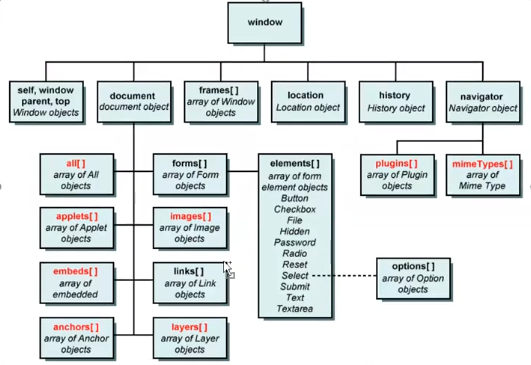 window
self, window
parent, top
Window objects
document
document object
frames[ ]
array of Window
objects
location
Location object
history
History object
navigator
Navigator object
all[ ]
array of All
objects
forms[ ]
array of Form
objects
elements[ ]
array of form
element objects
Button
Checkbox
File
Hidden
Password
Radio
Reset
Select
Submit
Text
Textarea
plugins[ ]
array of Plugin
objects
mimeTypes[ ]
array of
Mime Type
applets[ ]
array of Applet
objects
images[ ]
array of Image
objects
embeds[ ]
array of
embedded
links[ ]
array of Link
objects
options[ ]
array of Option
objects
anchors[ ]
array of Anchor
objects
layers[ ]
array of Layer
objects